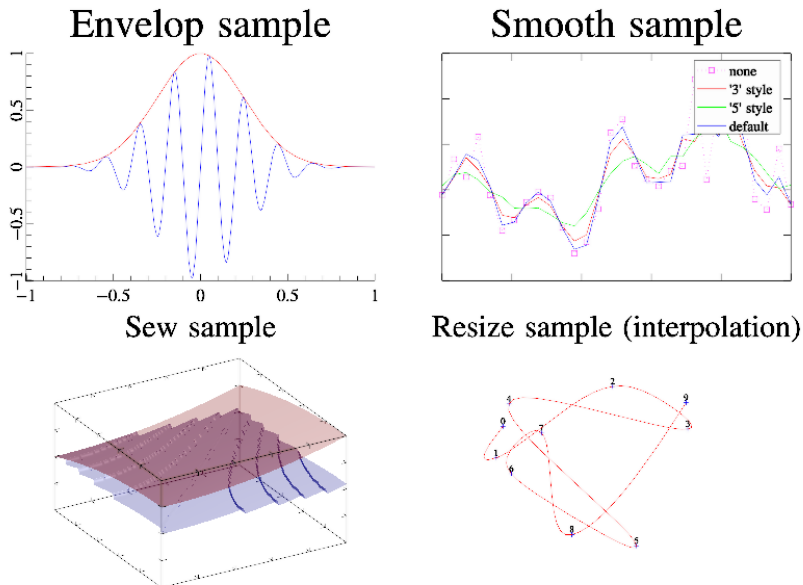 Envelop sample
Smooth sample
1
0.5
0
−0.5
−1
−1
−0.5
0
0.5
1
none
'3' style
'5' style
default
Sew sample
Resize sample (interpolation)
2
4
9
0
7
3
1
6
8
5